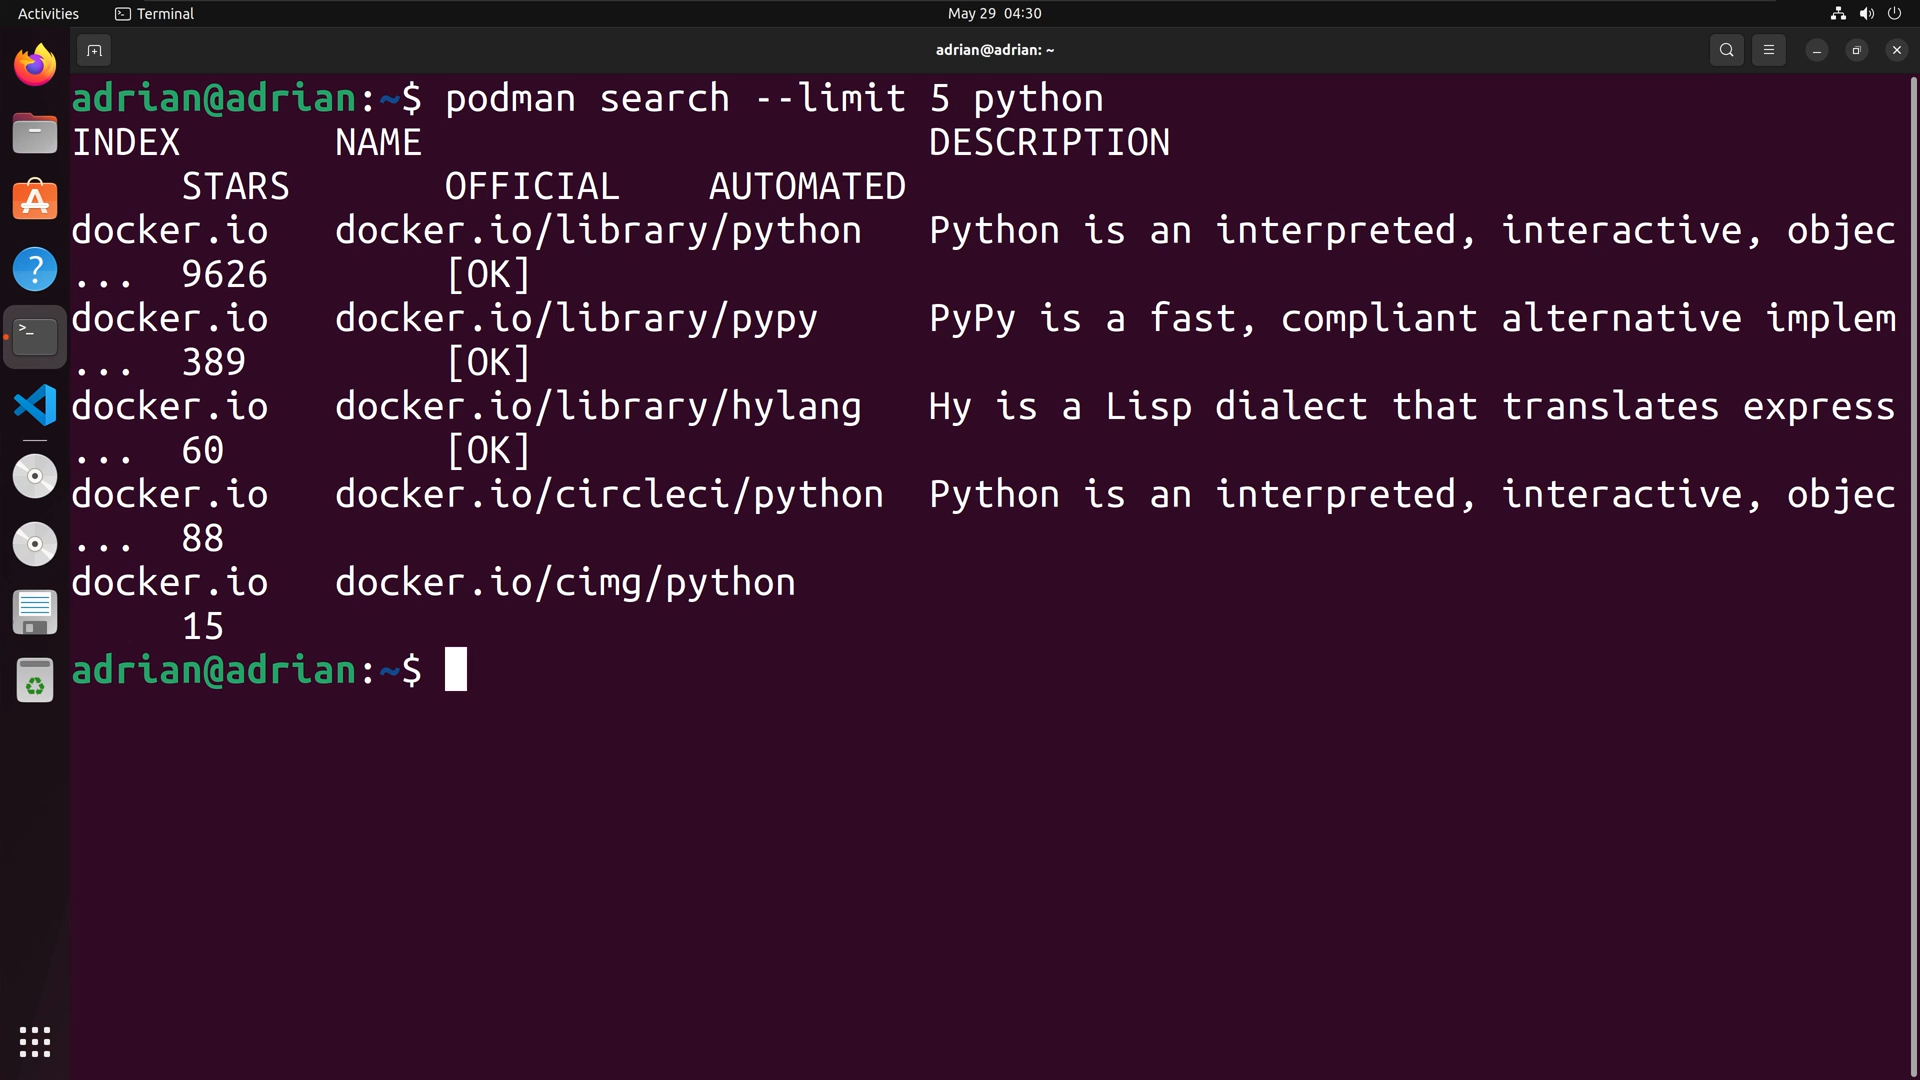 Activities Terminal May 29 04:30
adrian@adrian: ~
adrian@adrian:~$ podman search --limit 5 python
INDEX NAME DESCRIPTION
STARS OFFICIAL AUTOMATED
docker.io docker.io/library/python Python is an interpreted, interactive, objec
... 9626 [OK]
docker.io docker.io/library/pypy PyPy is a fast, compliant alternative implem
... 389 [OK]
docker.io docker.io/library/hylang Hy is a Lisp dialect that translates express
... 60 [OK]
docker.io docker.io/circleci/python Python is an interpreted, interactive, objec
... 88
docker.io docker.io/cimg/python
15
adrian@adrian:~$